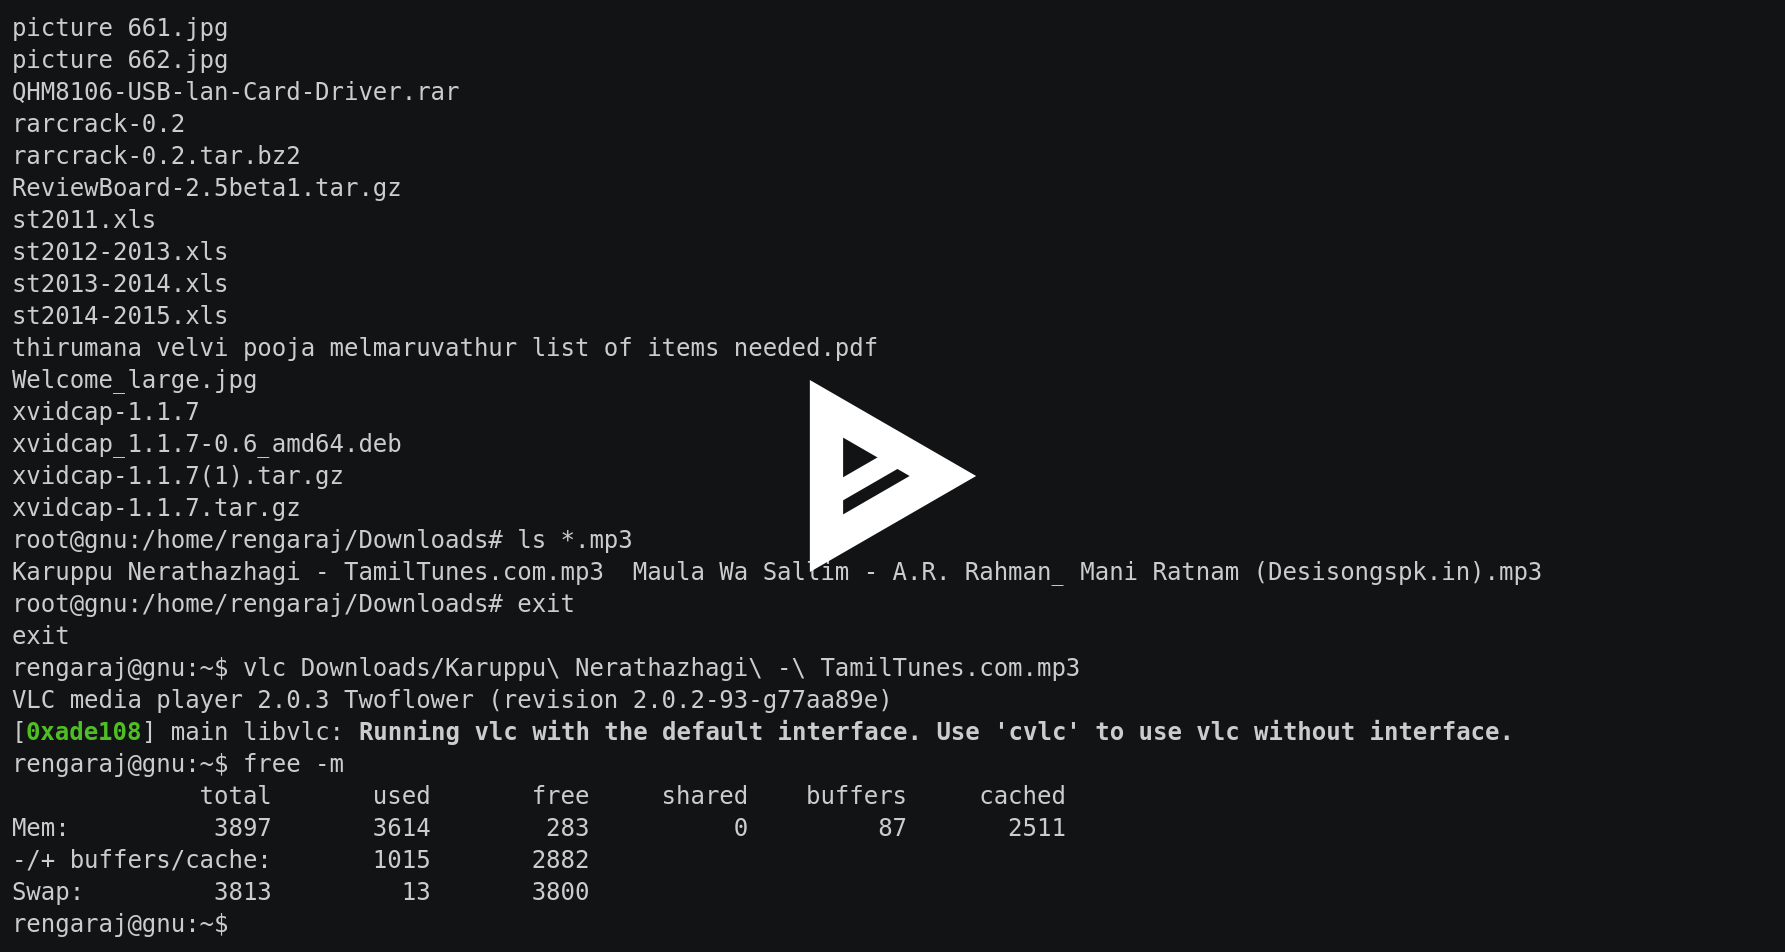 picture 661.jpg
picture 662.jpg
QHM8106-USB-lan-Card-Driver.rar
rarcrack-0.2
rarcrack-0.2.tar.bz2
ReviewBoard-2.5beta1.tar.gz
st2011.xls
st2012-2013.xls
st2013-2014.xls
st2014-2015.xls
thirumana velvi pooja melmaruvathur list of items needed.pdf
Welcome_large.jpg
xvidcap-1.1.7
xvidcap_1.1.7-0.6_amd64.deb
xvidcap-1.1.7(1).tar.gz
xvidcap-1.1.7.tar.gz
root@gnu:/home/rengaraj/Downloads# ls *.mp3
Karuppu Nerathazhagi - TamilTunes.com.mp3  Maula Wa Sallim - A.R. Rahman_ Mani Ratnam (Desisongspk.in).mp3
root@gnu:/home/rengaraj/Downloads# exit
exit
rengaraj@gnu:~$ vlc Downloads/Karuppu\ Nerathazhagi\ -\ TamilTunes.com.mp3
VLC media player 2.0.3 Twoflower (revision 2.0.2-93-g77aa89e)
[0xade108] main libvlc: Running vlc with the default interface. Use 'cvlc' to use vlc without interface.
rengaraj@gnu:~$ free -m
             total       used       free     shared    buffers     cached
Mem:          3897       3614        283          0         87       2511
-/+ buffers/cache:       1015       2882
Swap:         3813         13       3800
rengaraj@gnu:~$